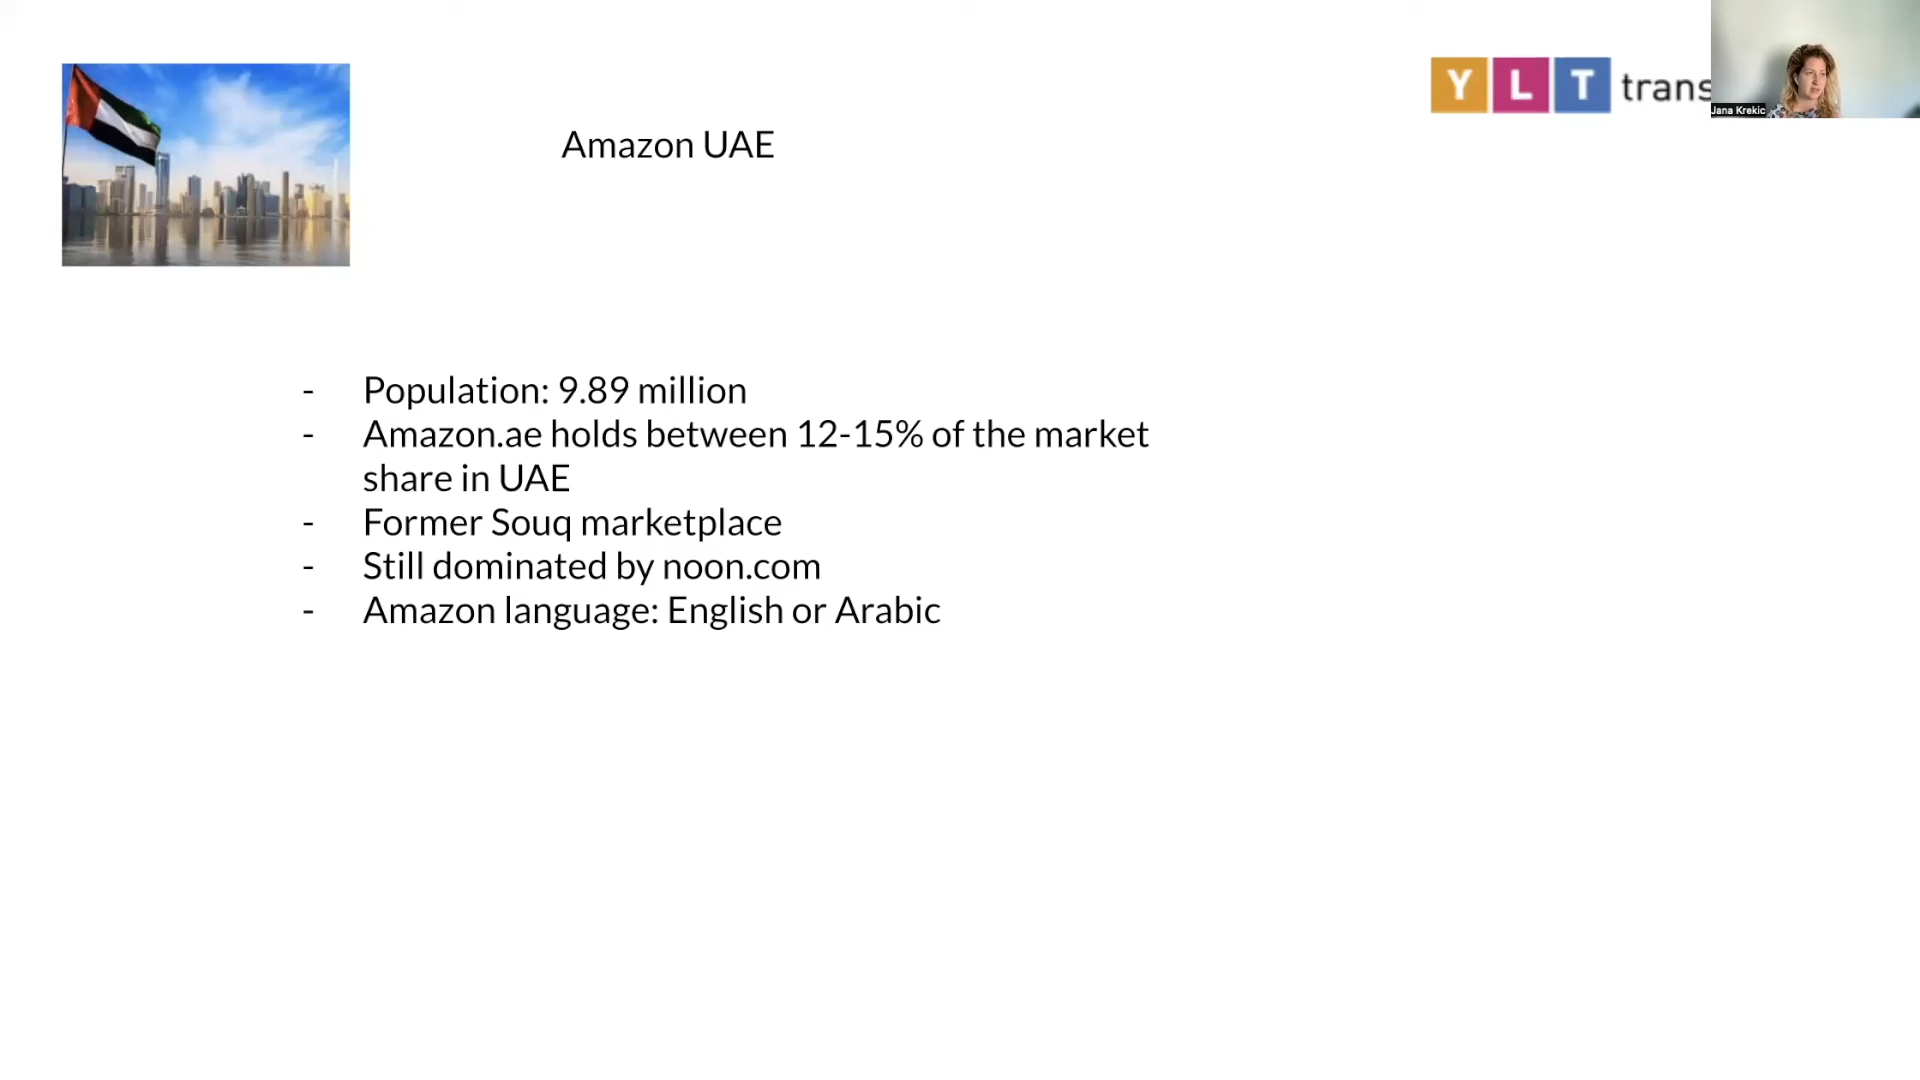 Y L T trans
Jana Krekic
Amazon UAE
- Population: 9.89 million
- Amazon.ae holds between 12-15% of the market
share in UAE
- Former Souq marketplace
- Still dominated by noon.com
- Amazon language: English or Arabic